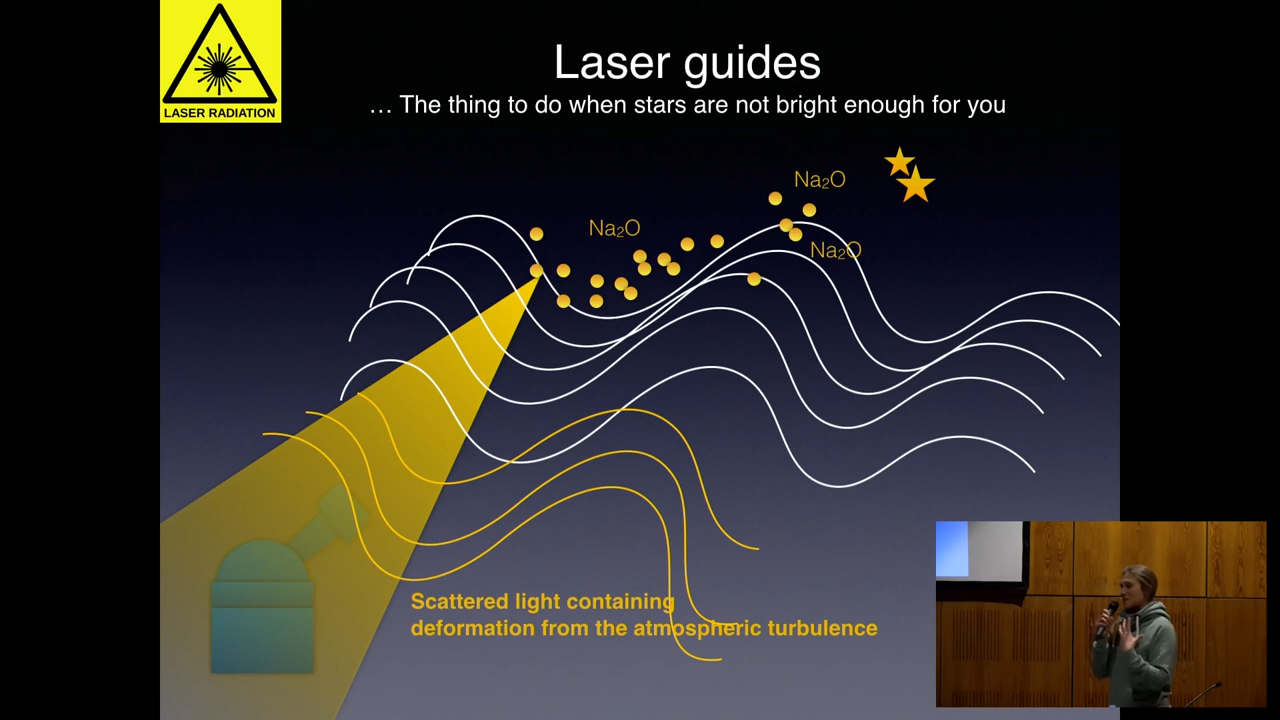 LASER RADIATION
Laser guides
… The thing to do when stars are not bright enough for you
Na₂O
Na₂O
Na₂O
Scattered light containing
deformation from the atmospheric turbulence